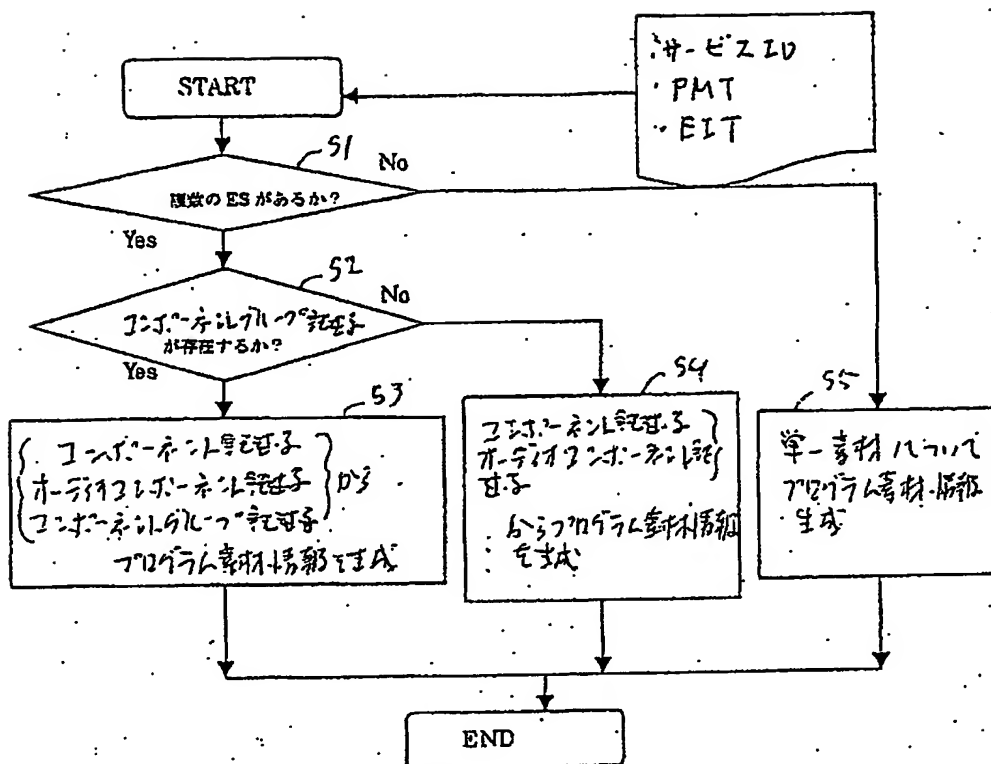 ・サービスID
・PMT
・EIT
START
S1
No
複数の ES があるか?
Yes
S2
No
コンポーネントグループ記述子
が存在するか?
Yes
S3
コンポーネント記述子
オーディオコンポーネント記述子
から
コンポーネントグループ記述子
プログラム素材情報を生成
S4
コンポーネント記述子
オーディオコンポーネント記
述子
からプログラム素材情報
を生成
S5
単一素材について
プログラム素材情報
生成
END